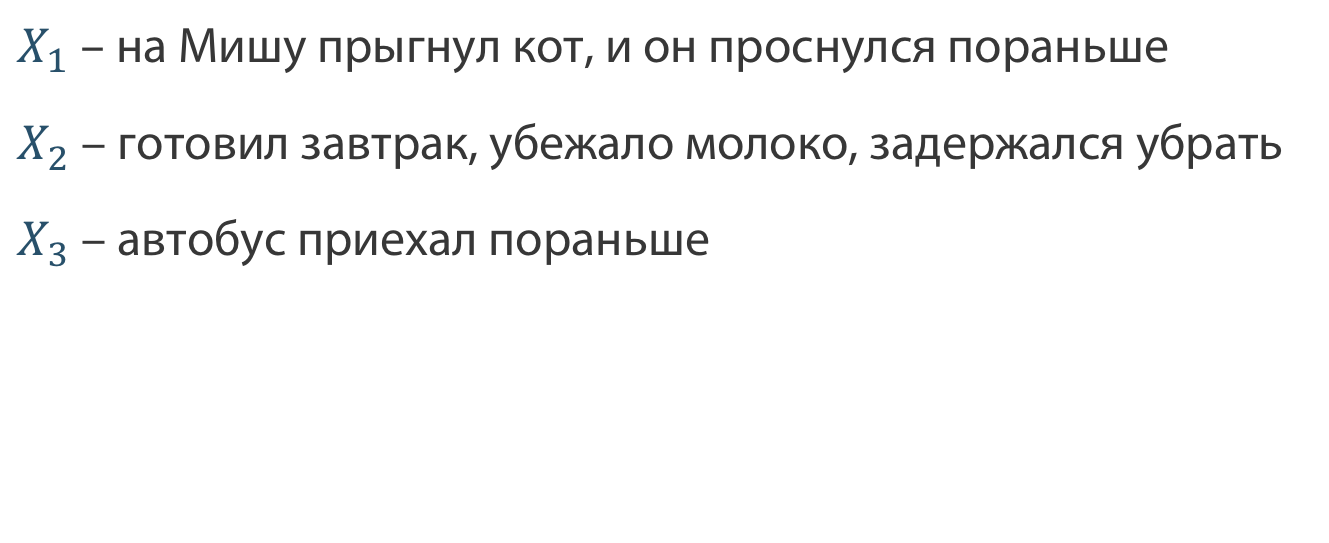 X₁ – на Мишу прыгнул кот, и он проснулся пораньше
X₂ – готовил завтрак, убежало молоко, задержался убрать
X₃ – автобус приехал пораньше